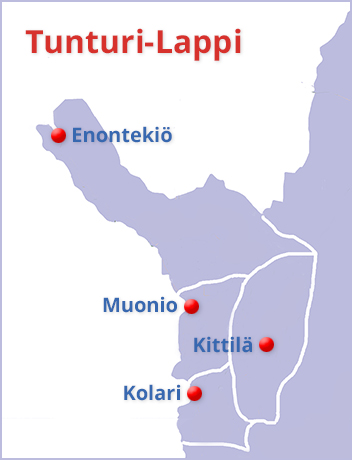 Tunturi-Lappi
Enontekiö
Muonio
Kittilä
Kolari